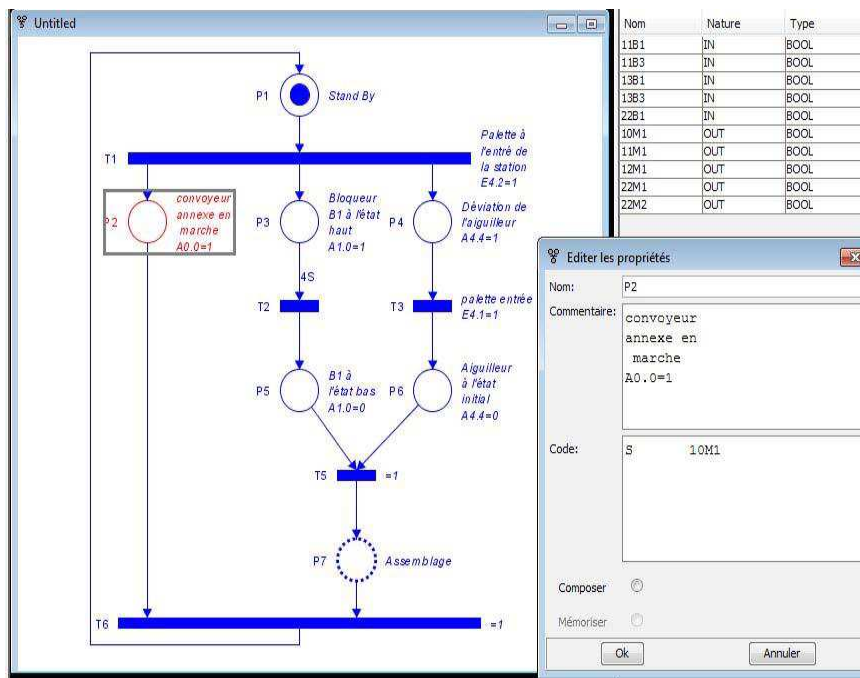 Untitled
P1
Stand By
T1
Palette à
l'entré de
la station
E4.2=1
P2
convoyeur
annexe en
marche
A0.0=1
P3
Bloqueur
B1 à l'état
haut
A1.0=1
P4
Déviation de
l'aiguilleur
A4.4=1
4S
T2
T3
palette entrée
E4.1=1
P5
B1 à
l'état bas
A1.0=0
P6
Aiguilleur
à l'état
initial
A4.4=0
T5
=1
P7
Assemblage
T6
=1
Nom Nature Type
11B1 IN BOOL
11B3 IN BOOL
13B1 IN BOOL
13B3 IN BOOL
22B1 IN BOOL
10M1 OUT BOOL
11M1 OUT BOOL
12M1 OUT BOOL
22M1 OUT BOOL
22M2 OUT BOOL
Editer les propriétés
Nom: P2
Commentaire:
convoyeur
annexe en
marche
A0.0=1
Code:
S 10M1
Composer
Mémoriser
Ok Annuler